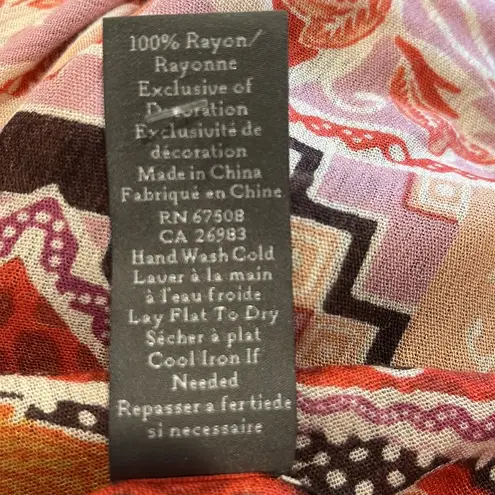 100% Rayon/
Rayonne
Exclusive of
Decoration
Exclusivité de
décoration
Made in China
Fabriqué en Chine
RN 67508
CA 26983
Hand Wash Cold
Laver à la main
à l'eau froide
Lay Flat To Dry
Sécher à plat
Cool Iron If
Needed
Repasser a fer tiede
si necessaire